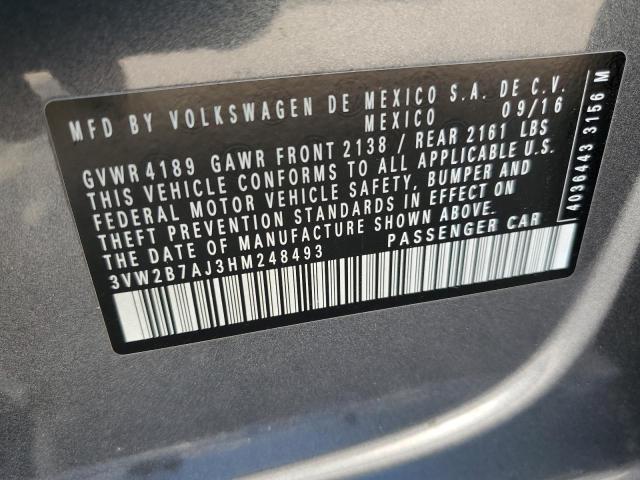 MFD BY VOLKSWAGEN DE MEXICO S.A. DE C.V.
MEXICO 09/16
GVWR 4189 GAWR FRONT 2138 / REAR 2161 LBS
THIS VEHICLE CONFORMS TO ALL APPLICABLE U.S.
FEDERAL MOTOR VEHICLE SAFETY, BUMPER AND
THEFT PREVENTION STANDARDS IN EFFECT ON
THE DATE OF MANUFACTURE SHOWN ABOVE.
3VW2B7AJ3HM248493 PASSENGER CAR
4036443 3156 M